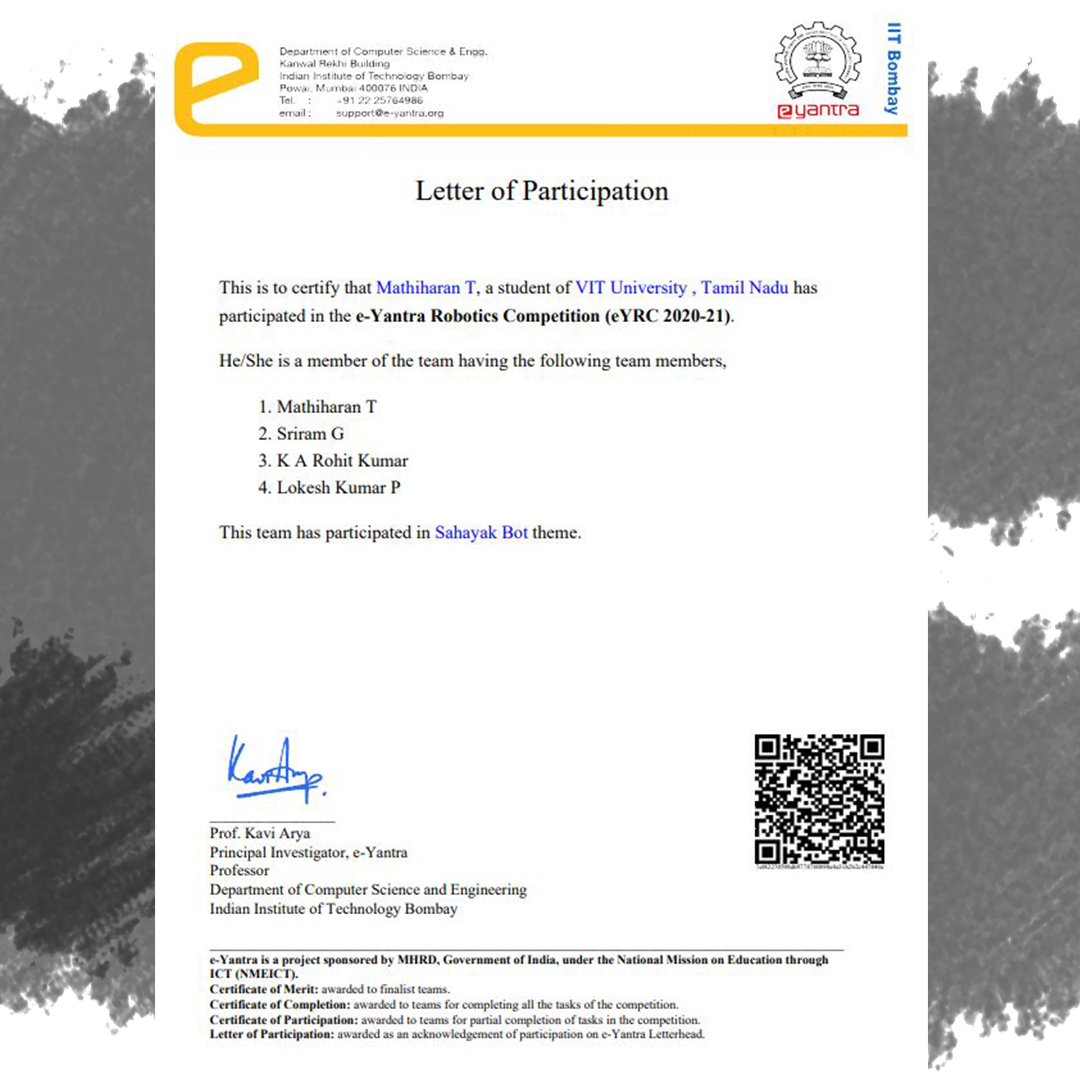 Department of Computer Science & Engg.
Kanwal Rekhi Building
Indian Institute of Technology Bombay
Powai, Mumbai 400076 INDIA
Tel. : +91 22 25764986
email : support@e-yantra.org
eyantra
IIT Bombay
Letter of Participation
This is to certify that Mathiharan T, a student of VIT University , Tamil Nadu has
participated in the e-Yantra Robotics Competition (eYRC 2020-21).
He/She is a member of the team having the following team members,
1. Mathiharan T
2. Sriram G
3. K A Rohit Kumar
4. Lokesh Kumar P
This team has participated in Sahayak Bot theme.
Kavi Arya.
Prof. Kavi Arya
Principal Investigator, e-Yantra
Professor
Department of Computer Science and Engineering
Indian Institute of Technology Bombay
e-Yantra is a project sponsored by MHRD, Government of India, under the National Mission on Education through
ICT (NMEICT).
Certificate of Merit: awarded to finalist teams.
Certificate of Completion: awarded to teams for completing all the tasks of the competition.
Certificate of Participation: awarded to teams for partial completion of tasks in the competition.
Letter of Participation: awarded as an acknowledgement of participation on e-Yantra Letterhead.